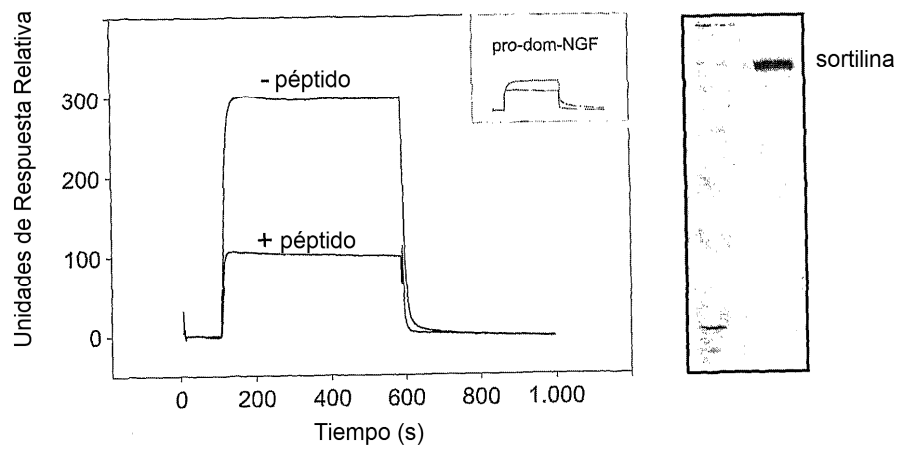 Unidades de Respuesta Relativa
300
200
100
0
- péptido
+ péptido
pro-dom-NGF
0
200
400
600
800
1.000
Tiempo (s)
sortilina